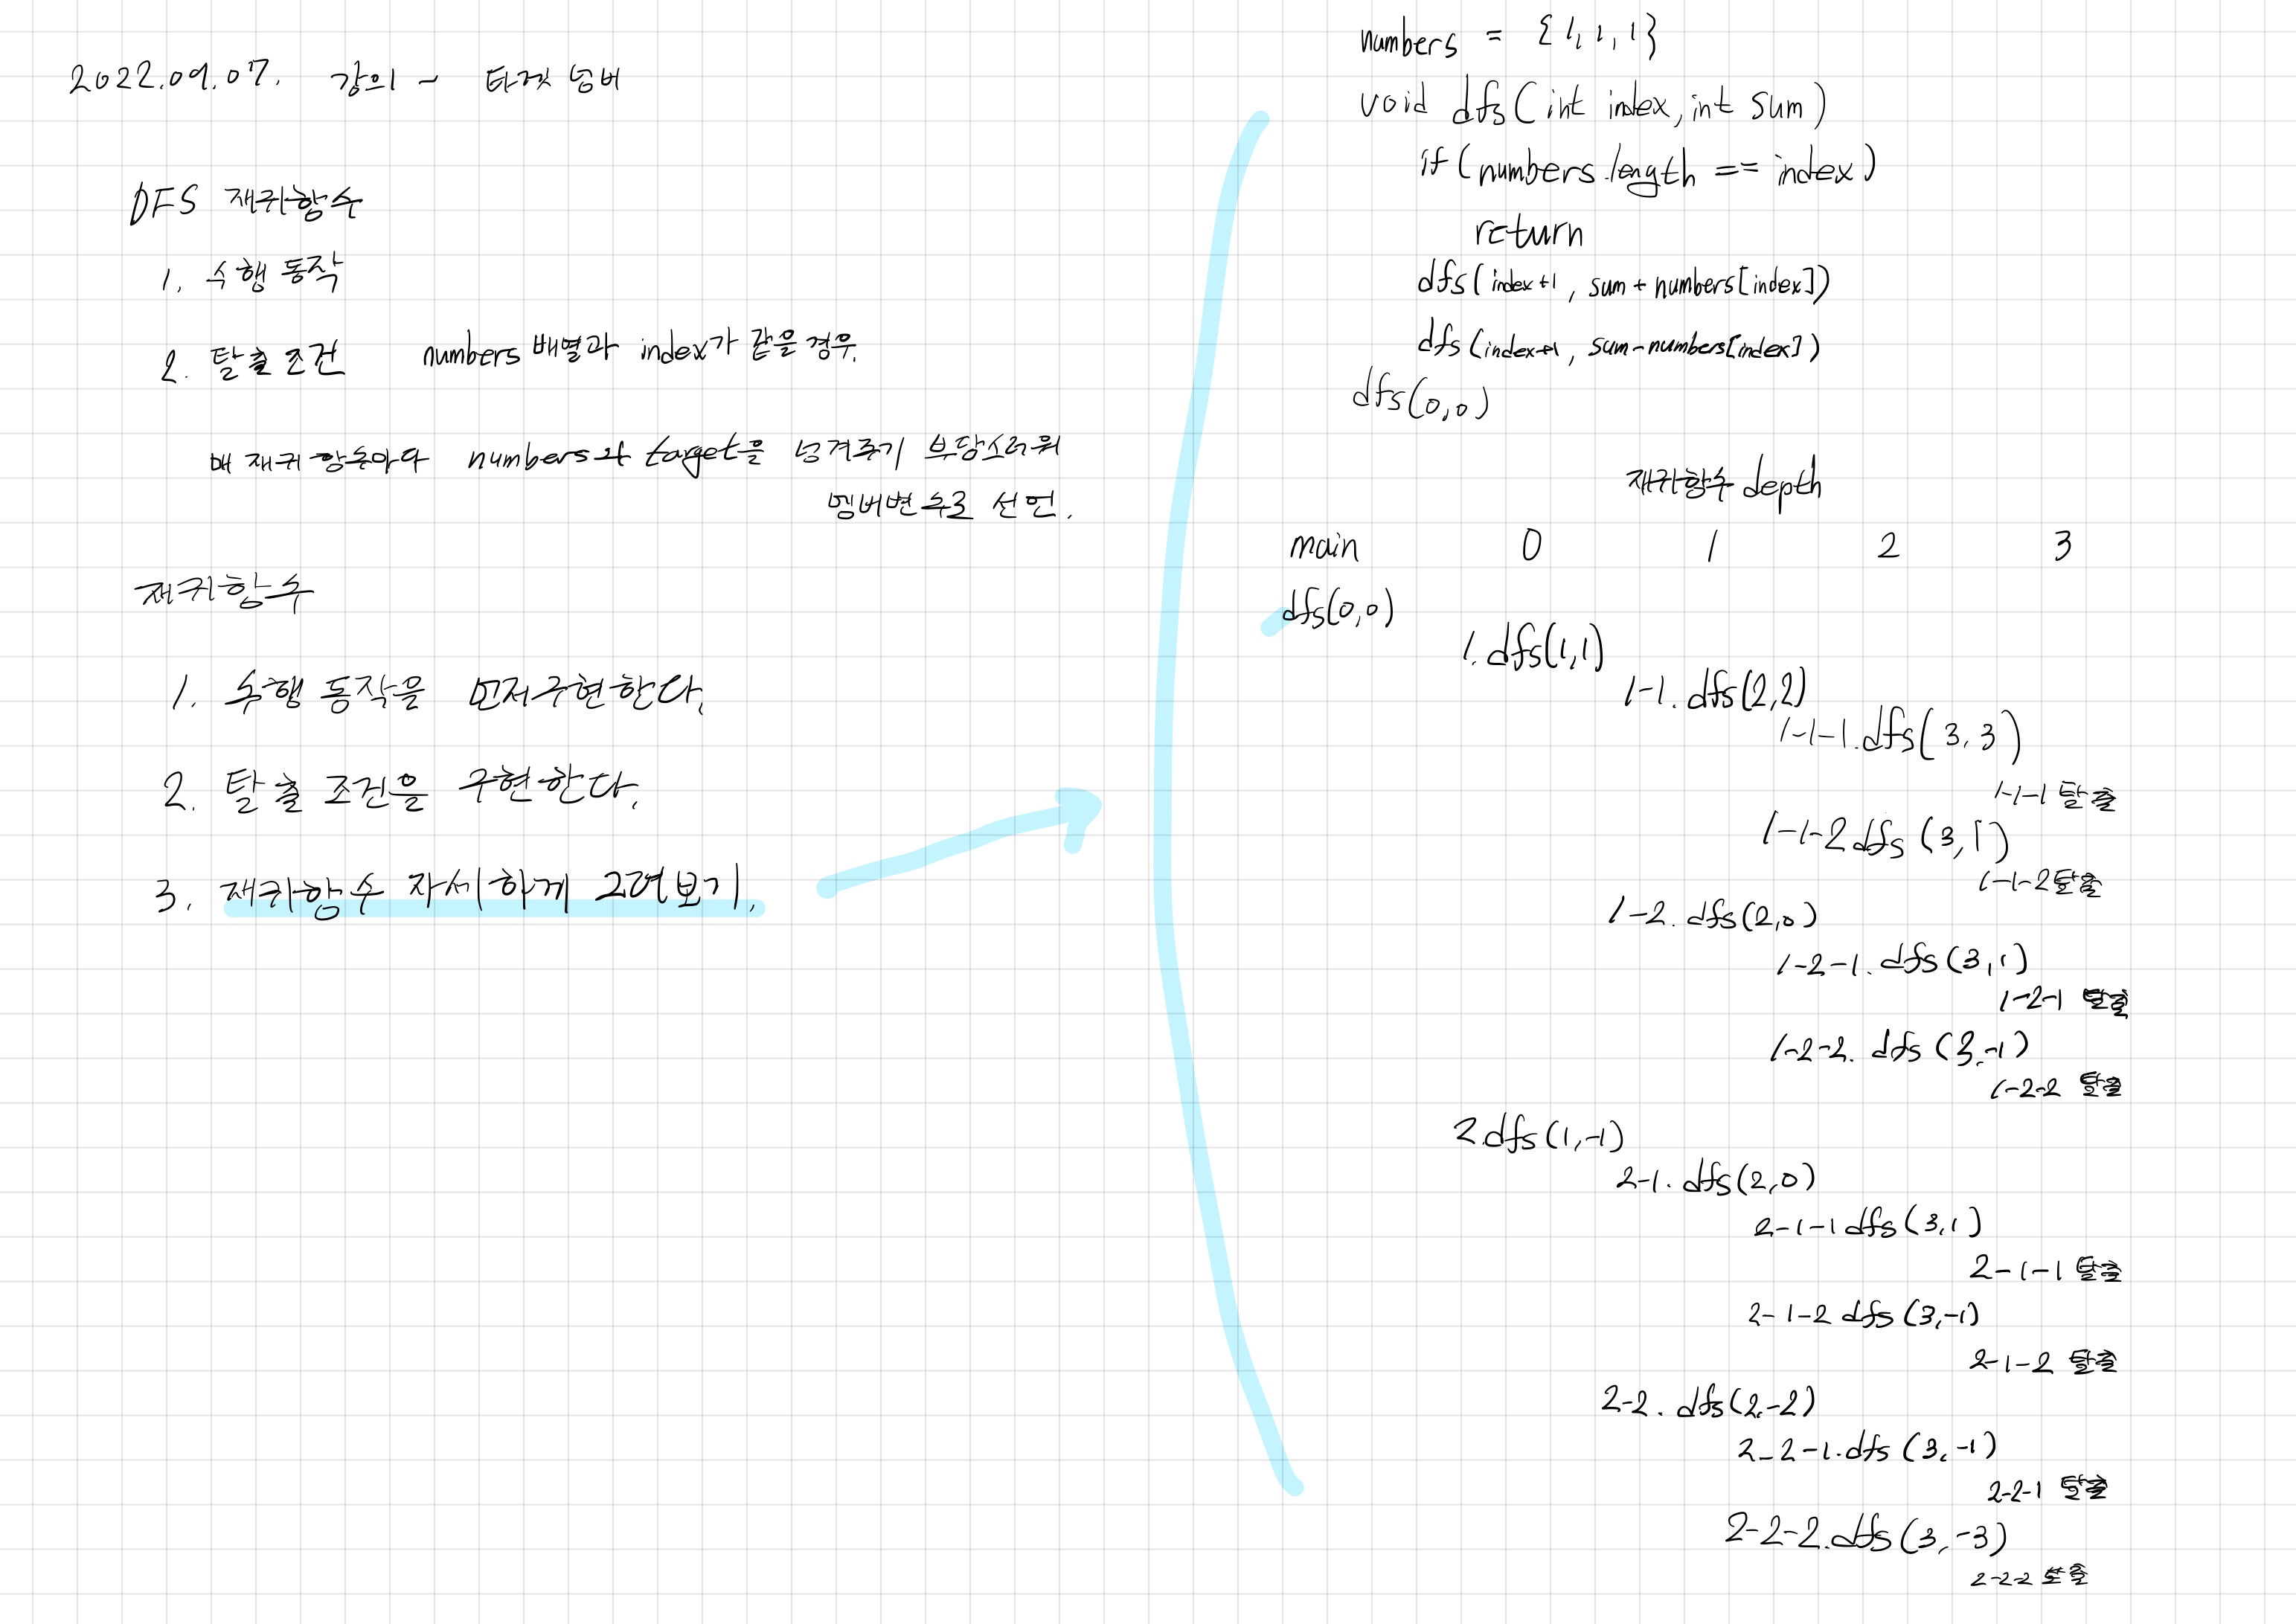 2022.09.07. 강의 - 타겟 넘버
DFS 재귀함수
1. 수행 동작
2. 탈출 조건 numbers 배열과 index가 같을 경우.
매 재귀 함수마다 numbers와 target을 넘겨주기 부담스러워
멤버변수로 선언.
재귀함수
1. 수행 동작을 먼저 구현한다.
2. 탈출 조건을 구현한다.
3. 재귀함수 자세하게 그려보기.
numbers = {1, 1, 1}
void dfs(int index, int sum)
if(numbers.length == index)
return
dfs(index+1, sum+numbers[index])
dfs(index+1, sum-numbers[index])
dfs(0,0)
재귀함수 depth
main 0 1 2 3
dfs(0,0)
1. dfs(1,1)
1-1. dfs(2,2)
1-1-1. dfs(3,3)
1-1-1 탈출
1-1-2 dfs(3,1)
1-1-2 탈출
1-2. dfs(2,0)
1-2-1. dfs(3,1)
1-2-1 탈출
1-2-2. dfs(3,-1)
1-2-2 탈출
2.dfs(1,-1)
2-1. dfs(2,0)
2-1-1 dfs(3,1)
2-1-1 탈출
2-1-2 dfs(3,-1)
2-1-2 탈출
2-2. dfs(2,-2)
2-2-1. dfs(3,-1)
2-2-1 탈출
2-2-2. dfs(3,-3)
2-2-2 탈출